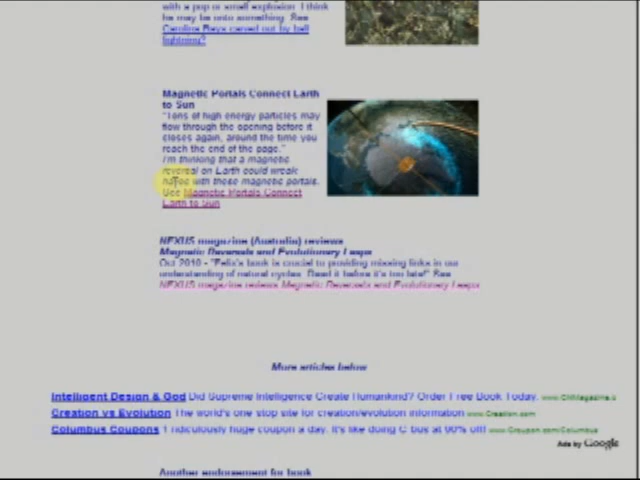 with a pop or small explosion. I think
he may be onto something. See
Carolina Bays carved out by ball
lightning?
Magnetic Portals Connect Earth
to Sun
"Tons of high energy particles may
flow through the opening before it
closes again, around the time you
reach the end of the page."
I'm thinking that a magnetic
reversal on Earth could wreak
havoc with these magnetic portals.
See Magnetic Portals Connect
Earth to Sun
NEXUS magazine (Australia) reviews
Magnetic Reversals and Evolutionary Leaps
Oct 2010 - "Felix's book is crucial to providing missing links in our
understanding of natural cycles. Read it before it's too late!" See
NEXUS magazine reviews Magnetic Reversals and Evolutionary Leaps
More articles below
Intelligent Design & God Did Supreme Intelligence Create Humankind? Order Free Book Today.
Creation vs Evolution The world's one stop site for creation/evolution information www.Creation.com
Columbus Coupons 1 ridiculously huge coupon a day. It's like doing C'bus at 90% off! www.Groupon.com/Columbus
Ads by Google
Another endorsement for book